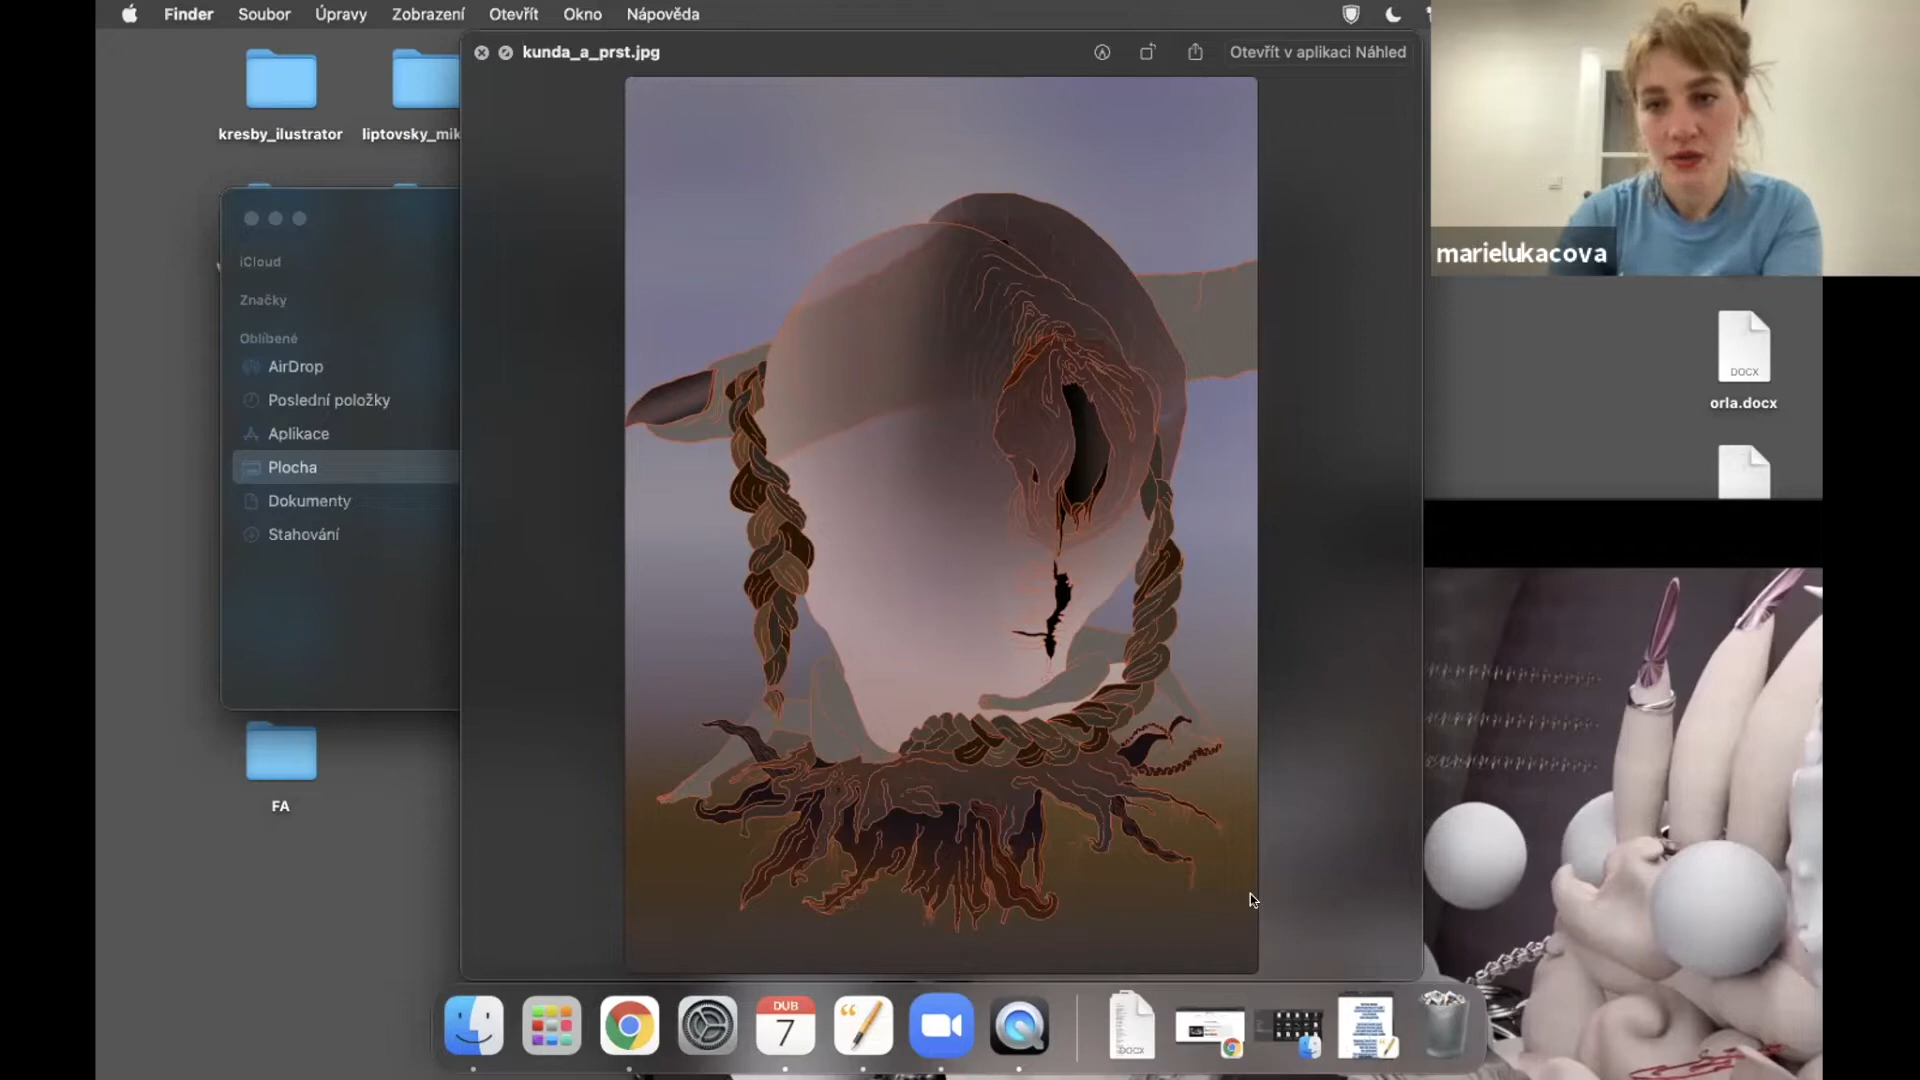 Finder Soubor Úpravy Zobrazení Otevřít Okno Nápověda
kunda_a_prst.jpg
Otevřít v aplikaci Náhled
kresby_ilustrator
liptovsky_mik
iCloud
Značky
Oblíbené
AirDrop
Poslední položky
Aplikace
Plocha
Dokumenty
Stahování
FA
marielukacova
DOCX
orla.docx
DUB
7
DOCX